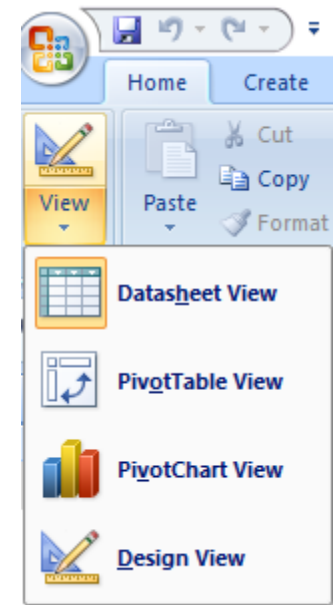 Home Create
Cut
Copy
View Paste
Format
Datasheet View
PivotTable View
PivotChart View
Design View